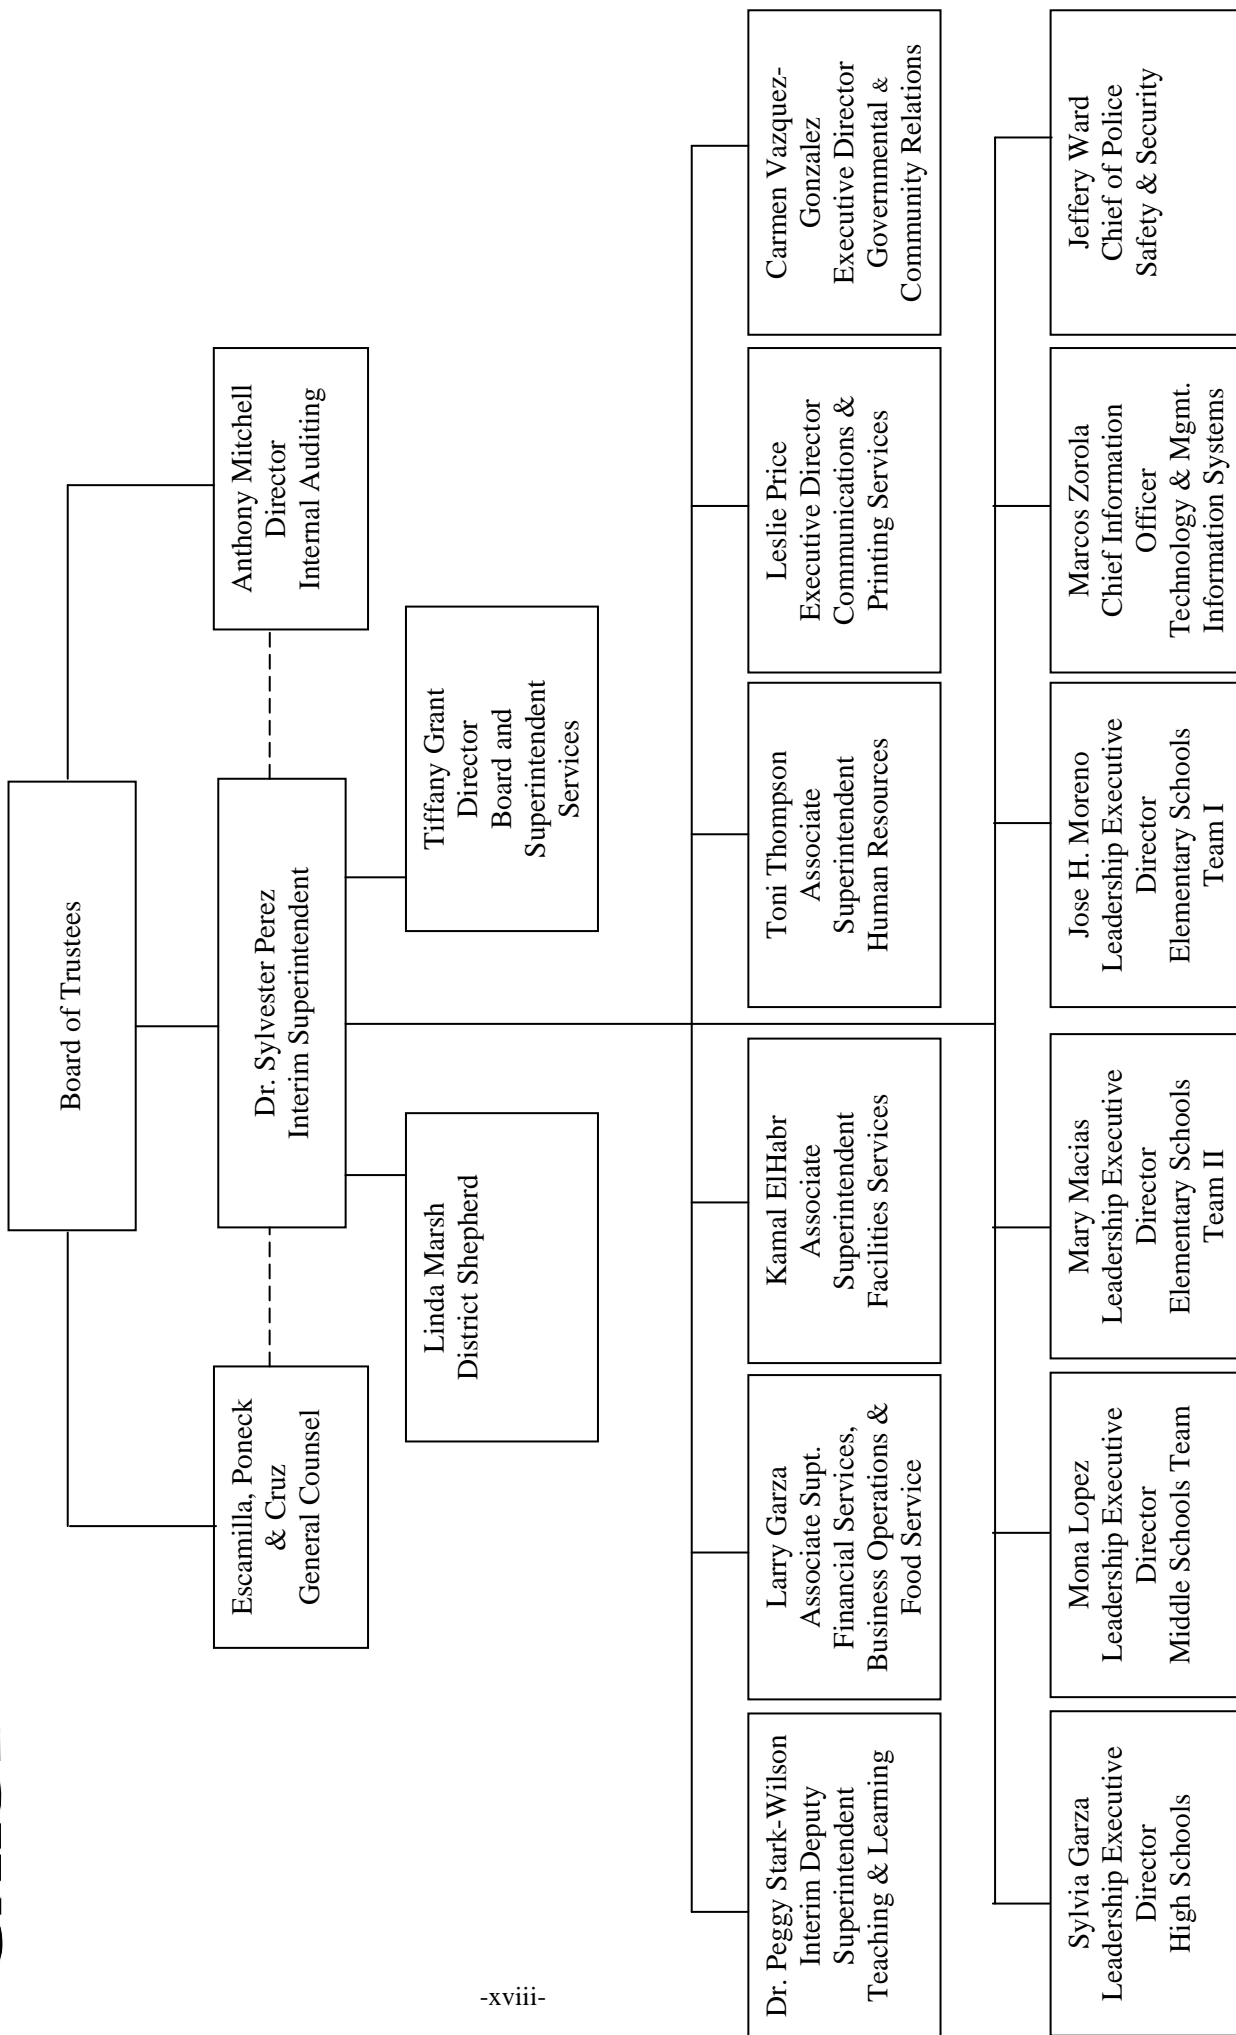 Board of Trustees
Escamilla, Poneck
& Cruz
General Counsel
Dr. Sylvester Perez
Interim Superintendent
Anthony Mitchell
Director
Internal Auditing
Linda Marsh
District Shepherd
Tiffany Grant
Director
Board and
Superintendent
Services
Dr. Peggy Stark-Wilson
Interim Deputy
Superintendent
Teaching & Learning
Larry Garza
Associate Supt.
Financial Services,
Business Operations &
Food Service
Kamal ElHabr
Associate
Superintendent
Facilities Services
Toni Thompson
Associate
Superintendent
Human Resources
Leslie Price
Executive Director
Communications &
Printing Services
Carmen Vazquez-
Gonzalez
Executive Director
Governmental &
Community Relations
Sylvia Garza
Leadership Executive
Director
High Schools
Mona Lopez
Leadership Executive
Director
Middle Schools Team
Mary Macias
Leadership Executive
Director
Elementary Schools
Team II
Jose H. Moreno
Leadership Executive
Director
Elementary Schools
Team I
Marcos Zorola
Chief Information
Officer
Technology & Mgmt.
Information Systems
Jeffery Ward
Chief of Police
Safety & Security
-xviii-